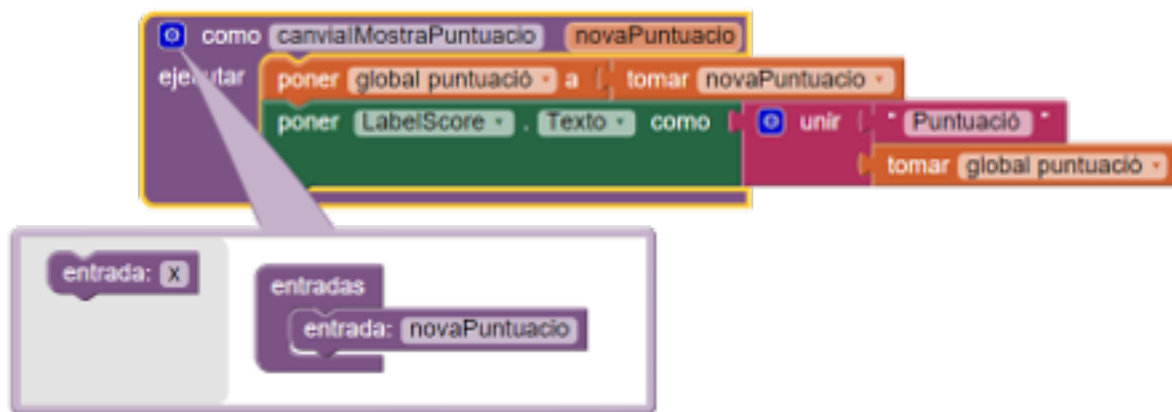 como canvialMostraPuntuacio novaPuntuacio
ejecutar poner global puntuació a tomar novaPuntuacio
poner LabelScore . Texto como unir " Puntuació "
tomar global puntuació
entrada: x
entradas
entrada: novaPuntuacio